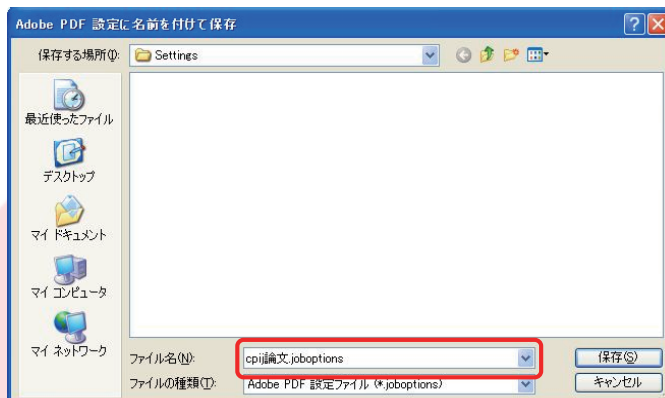 Adobe PDF 設定に名前を付けて保存
保存する場所(I):
Settings
最近使ったファイル
デスクトップ
マイ ドキュメント
マイ コンピュータ
マイ ネットワーク
ファイル名(N):
cpij論文.joboptions
保存(S)
ファイルの種類(T):
Adobe PDF 設定ファイル (*.joboptions)
キャンセル